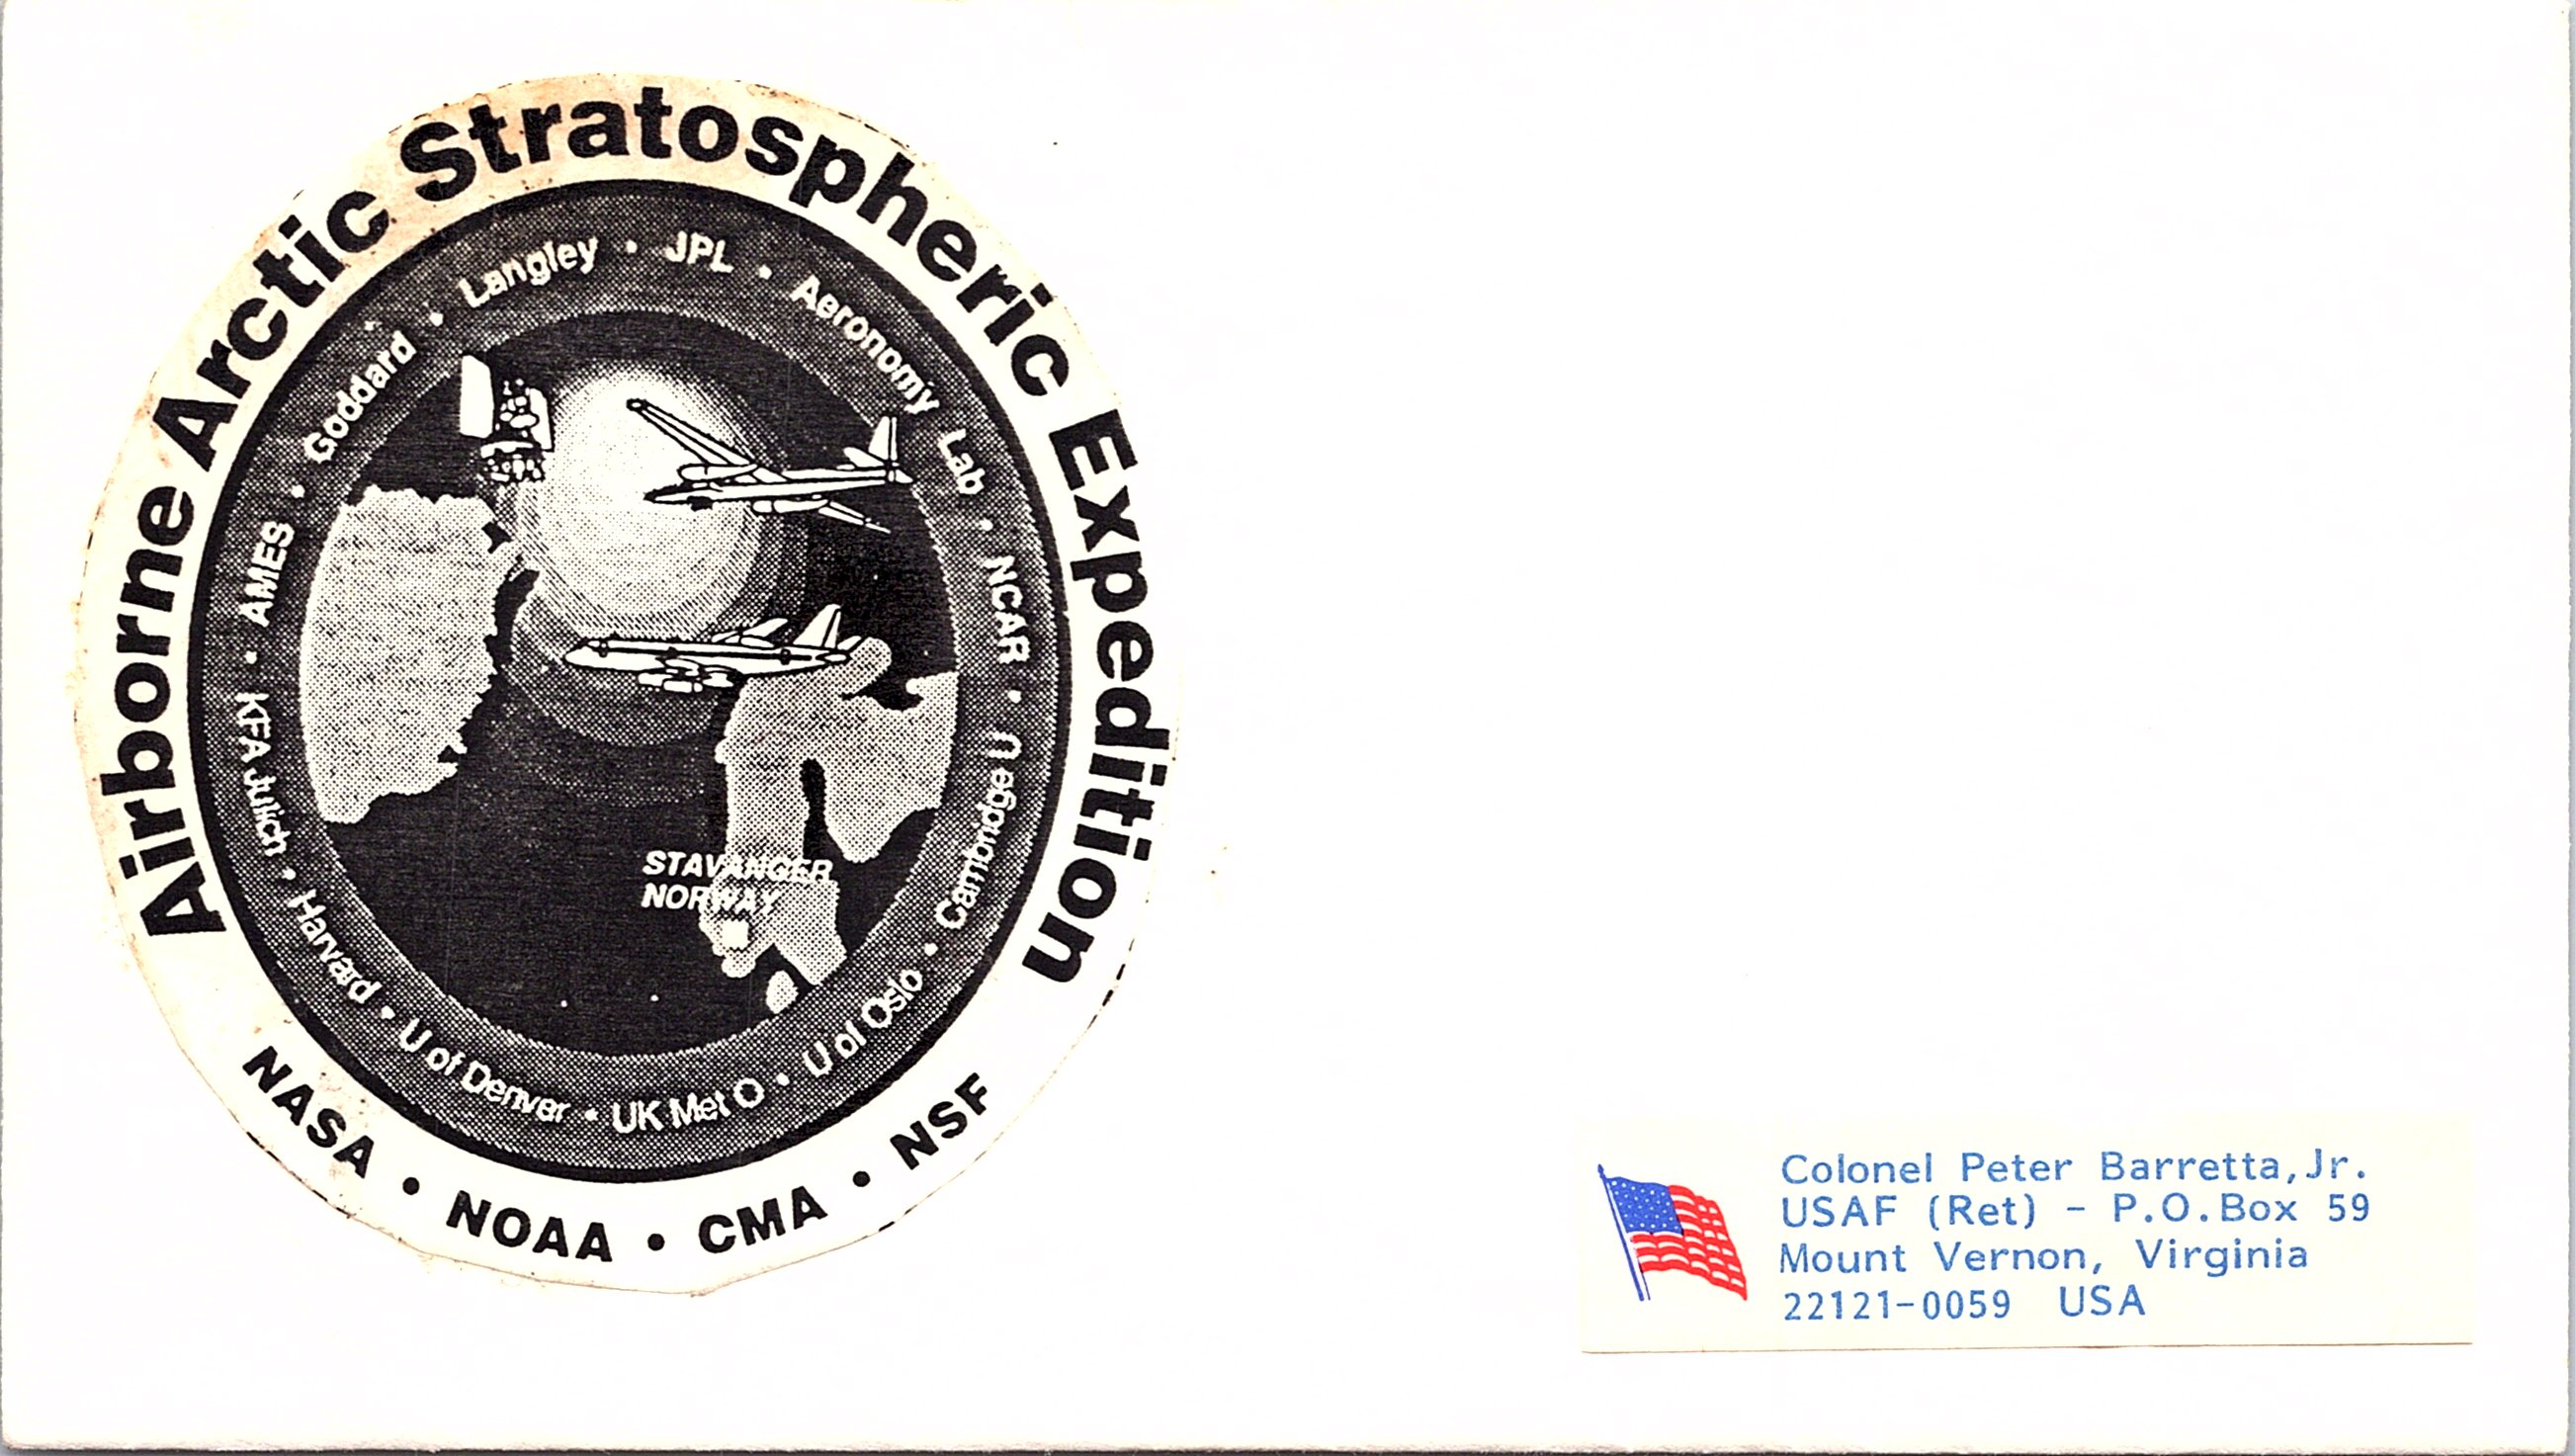 Airborne Arctic Stratospheric Expedition
NASA • NOAA • CMA • NSF
AMES • Goddard • Langley • JPL • Aeronomy Lab • NCAR • U Cambridge • U of Oslo • UK Met O • U of Denver • Harvard • KFA Julich •
STAVANGER
NORWAY
Colonel Peter Barretta, Jr.
USAF (Ret) - P.O. Box 59
Mount Vernon, Virginia
22121-0059 USA